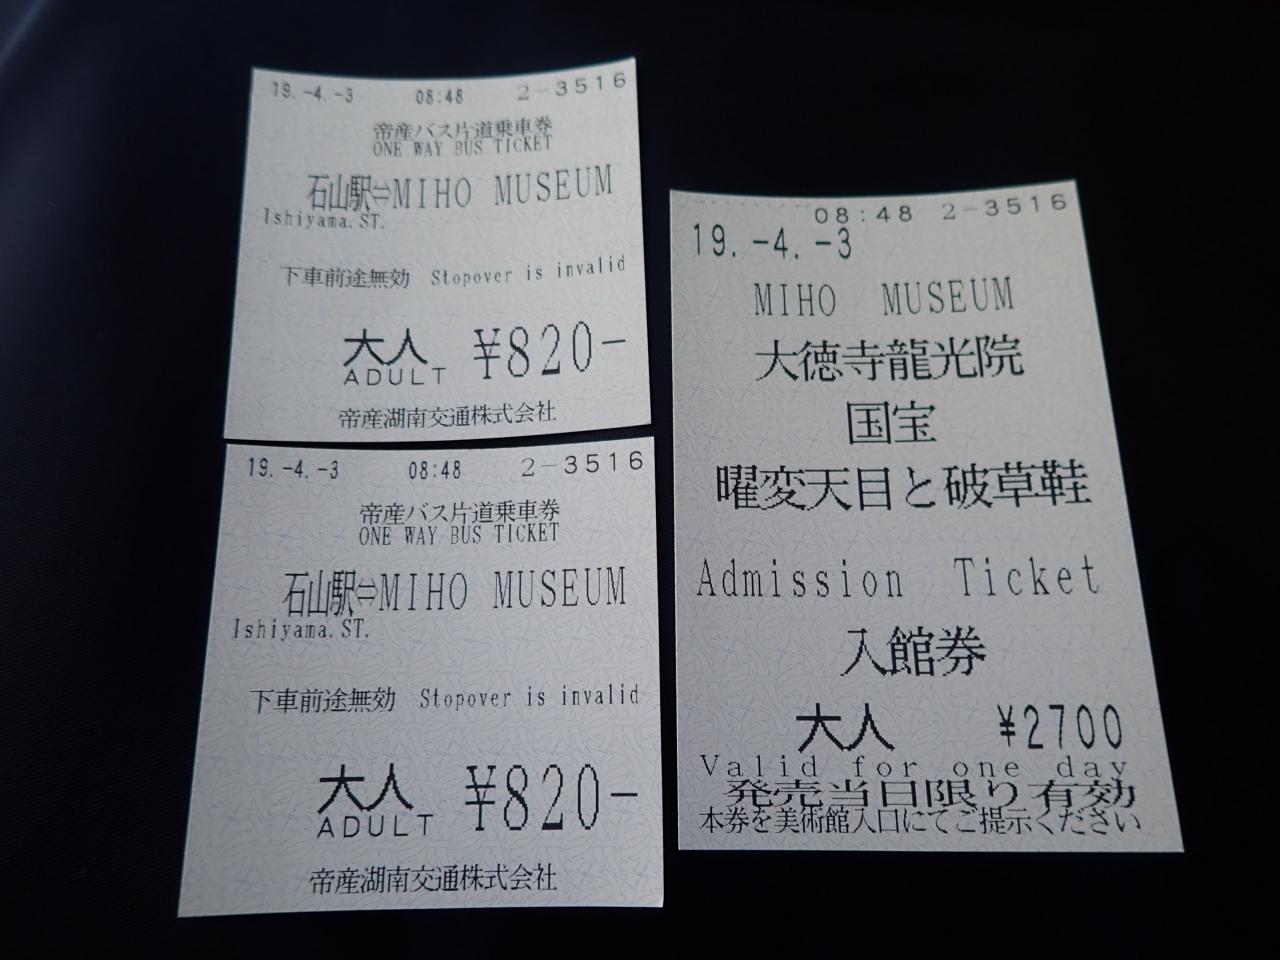 19.-4.-3 08:48 2-3516
帝産バス片道乗車券
ONE WAY BUS TICKET
石山駅⇔MIHO MUSEUM
Ishiyama.ST.
下車前途無効 Stopover is invalid
大人 ¥820-
ADULT
帝産湖南交通株式会社
19.-4.-3 08:48 2-3516
帝産バス片道乗車券
ONE WAY BUS TICKET
石山駅⇔MIHO MUSEUM
Ishiyama.ST.
下車前途無効 Stopover is invalid
大人 ¥820-
ADULT
帝産湖南交通株式会社
08:48 2-3516
19.-4.-3
MIHO MUSEUM
大徳寺龍光院
国宝
曜変天目と破草鞋
Admission Ticket
入館券
大人 ¥2700
Valid for one day
発売当日限り有効
本券を美術館入口にてご提示ください